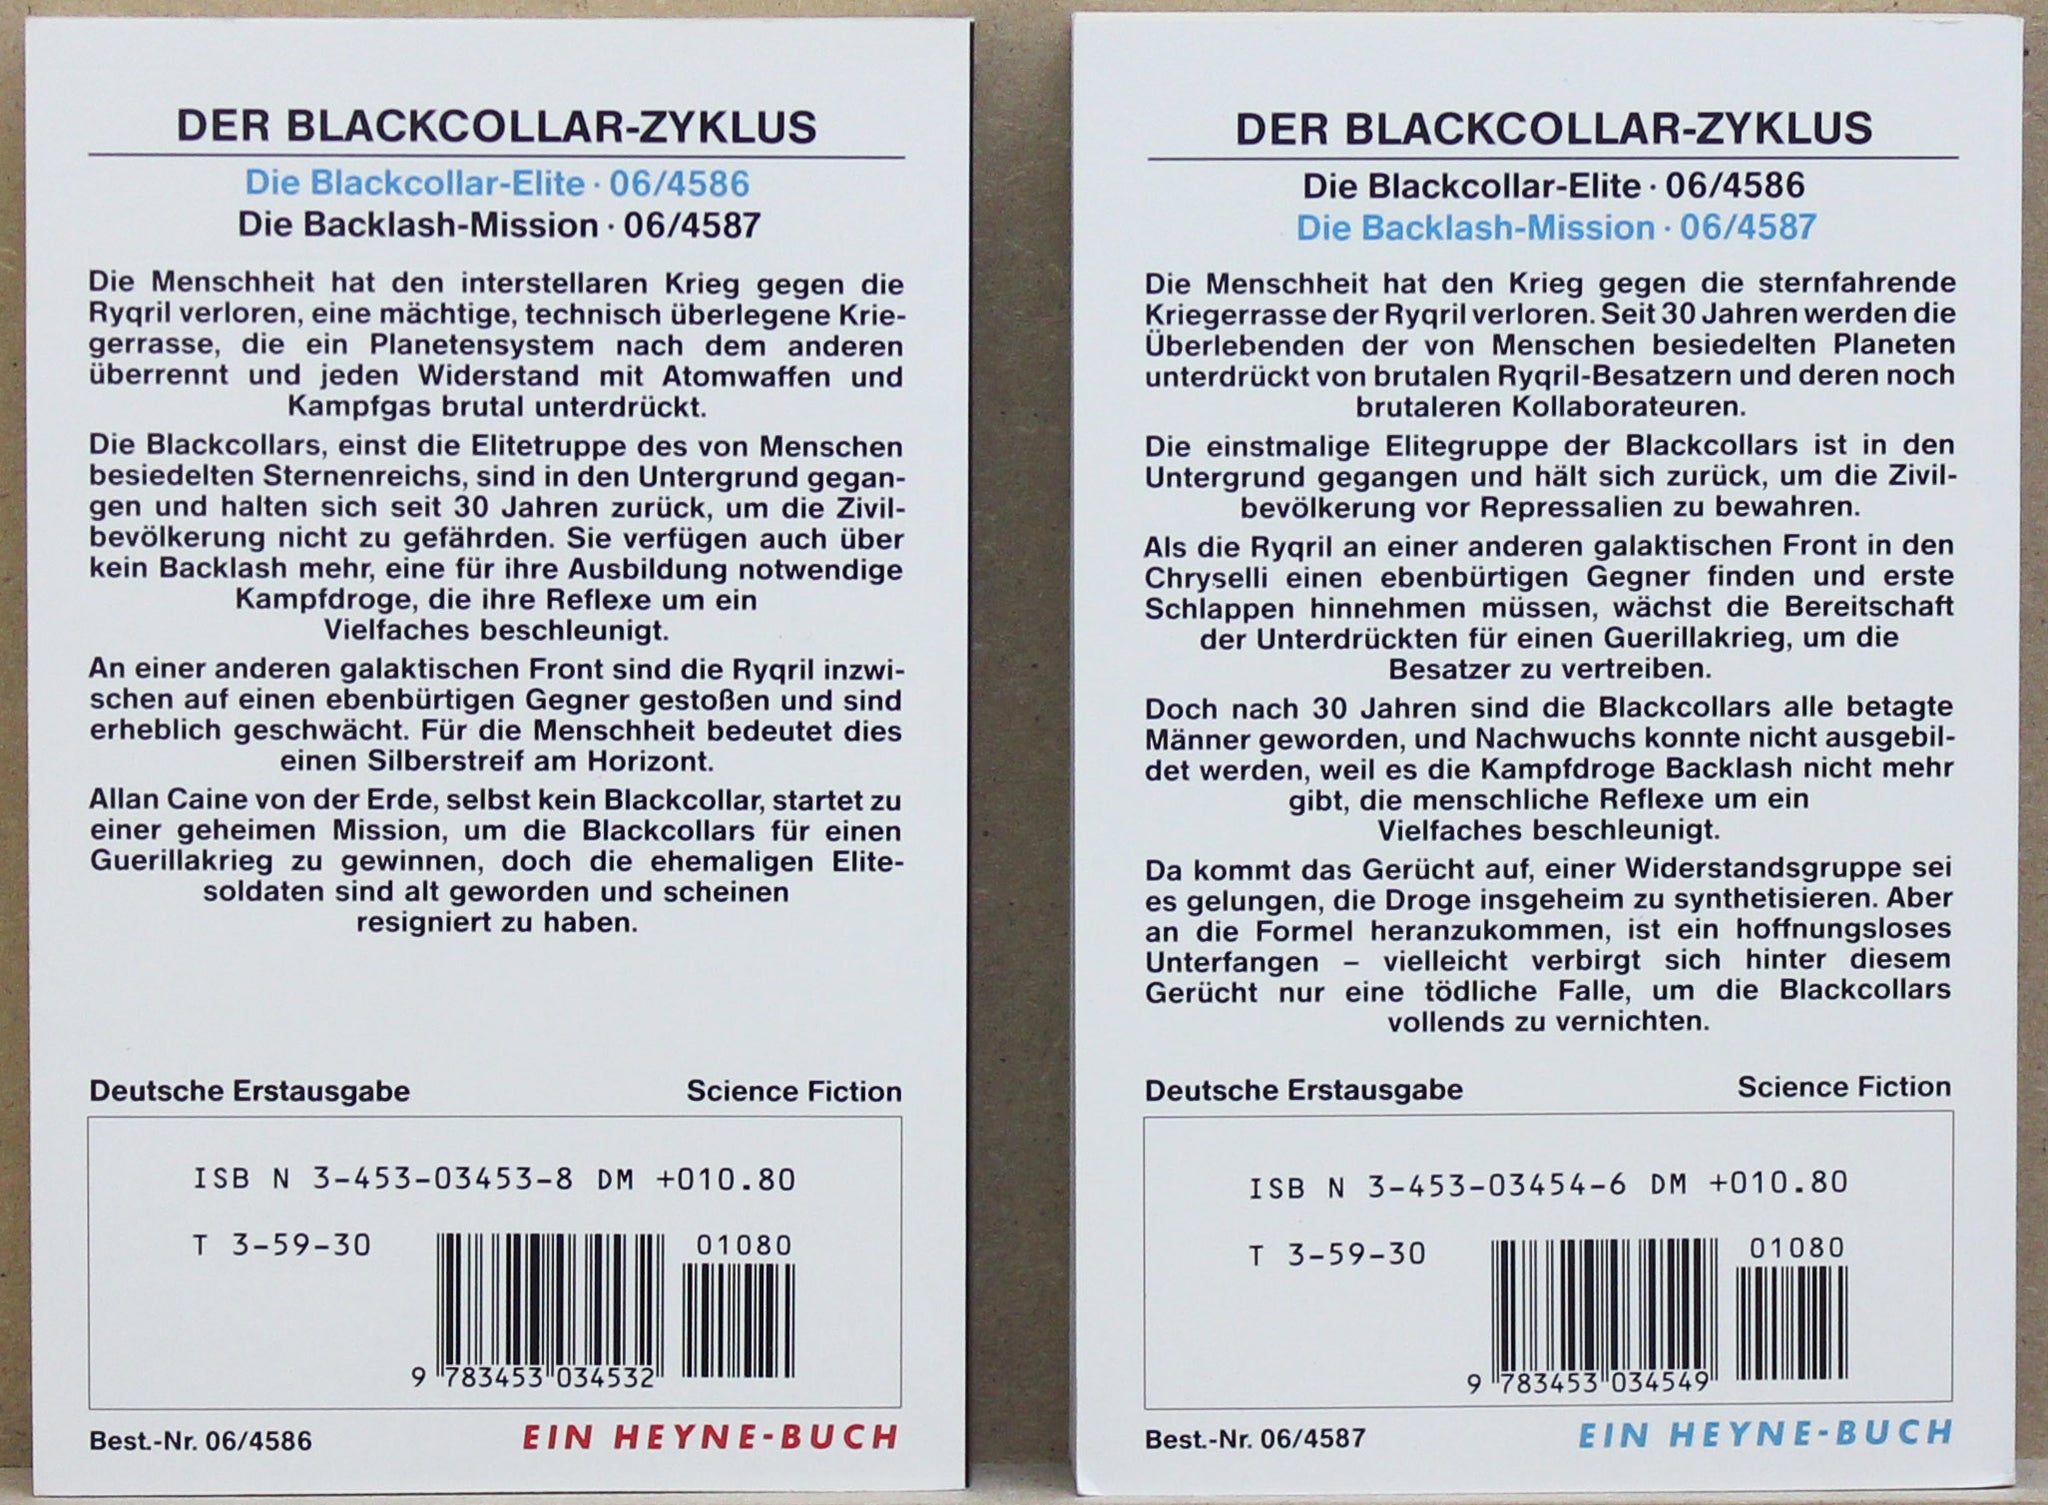 DER BLACKCOLLAR-ZYKLUS
Die Blackcollar-Elite · 06/4586
Die Backlash-Mission · 06/4587
Die Menschheit hat den interstellaren Krieg gegen die
Ryqril verloren, eine mächtige, technisch überlegene Krie-
gerrasse, die ein Planetensystem nach dem anderen
überrennt und jeden Widerstand mit Atomwaffen und
Kampfgas brutal unterdrückt.
Die Blackcollars, einst die Elitetruppe des von Menschen
besiedelten Sternenreichs, sind in den Untergrund gegan-
gen und halten sich seit 30 Jahren zurück, um die Zivil-
bevölkerung nicht zu gefährden. Sie verfügen auch über
kein Backlash mehr, eine für ihre Ausbildung notwendige
Kampfdroge, die ihre Reflexe um ein
Vielfaches beschleunigt.
An einer anderen galaktischen Front sind die Ryqril inzwi-
schen auf einen ebenbürtigen Gegner gestoßen und sind
erheblich geschwächt. Für die Menschheit bedeutet dies
einen Silberstreif am Horizont.
Allan Caine von der Erde, selbst kein Blackcollar, startet zu
einer geheimen Mission, um die Blackcollars für einen
Guerillakrieg zu gewinnen, doch die ehemaligen Elite-
soldaten sind alt geworden und scheinen
resigniert zu haben.
Deutsche Erstausgabe Science Fiction
ISB N 3-453-03453-8 DM +010.80
T 3-59-30
01080
9 783453 034532
Best.-Nr. 06/4586 EIN HEYNE-BUCH
DER BLACKCOLLAR-ZYKLUS
Die Blackcollar-Elite · 06/4586
Die Backlash-Mission · 06/4587
Die Menschheit hat den Krieg gegen die sternfahrende
Kriegerrasse der Ryqril verloren. Seit 30 Jahren werden die
Überlebenden der von Menschen besiedelten Planeten
unterdrückt von brutalen Ryqril-Besatzern und deren noch
brutaleren Kollaborateuren.
Die einstmalige Elitegruppe der Blackcollars ist in den
Untergrund gegangen und hält sich zurück, um die Zivil-
bevölkerung vor Repressalien zu bewahren.
Als die Ryqril an einer anderen galaktischen Front in den
Chryselli einen ebenbürtigen Gegner finden und erste
Schlappen hinnehmen müssen, wächst die Bereitschaft
der Unterdrückten für einen Guerillakrieg, um die
Besatzer zu vertreiben.
Doch nach 30 Jahren sind die Blackcollars alle betagte
Männer geworden, und Nachwuchs konnte nicht ausgebil-
det werden, weil es die Kampfdroge Backlash nicht mehr
gibt, die menschliche Reflexe um ein
Vielfaches beschleunigt.
Da kommt das Gerücht auf, einer Widerstandsgruppe sei
es gelungen, die Droge insgeheim zu synthetisieren. Aber
an die Formel heranzukommen, ist ein hoffnungsloses
Unterfangen – vielleicht verbirgt sich hinter diesem
Gerücht nur eine tödliche Falle, um die Blackcollars
vollends zu vernichten.
Deutsche Erstausgabe Science Fiction
ISB N 3-453-03454-6 DM +010.80
T 3-59-30
01080
9 783453 034549
Best.-Nr. 06/4587 EIN HEYNE-BUCH